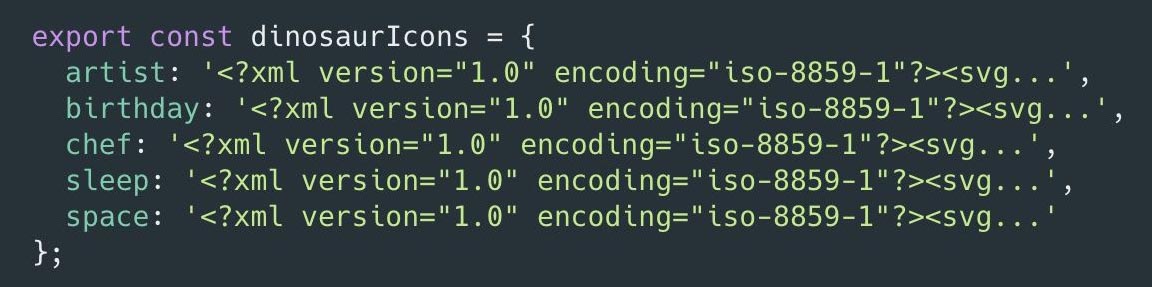 export const dinosaurIcons = {
  artist: '<?xml version="1.0" encoding="iso-8859-1"?><svg...',
  birthday: '<?xml version="1.0" encoding="iso-8859-1"?><svg...',
  chef: '<?xml version="1.0" encoding="iso-8859-1"?><svg...',
  sleep: '<?xml version="1.0" encoding="iso-8859-1"?><svg...',
  space: '<?xml version="1.0" encoding="iso-8859-1"?><svg...'
};